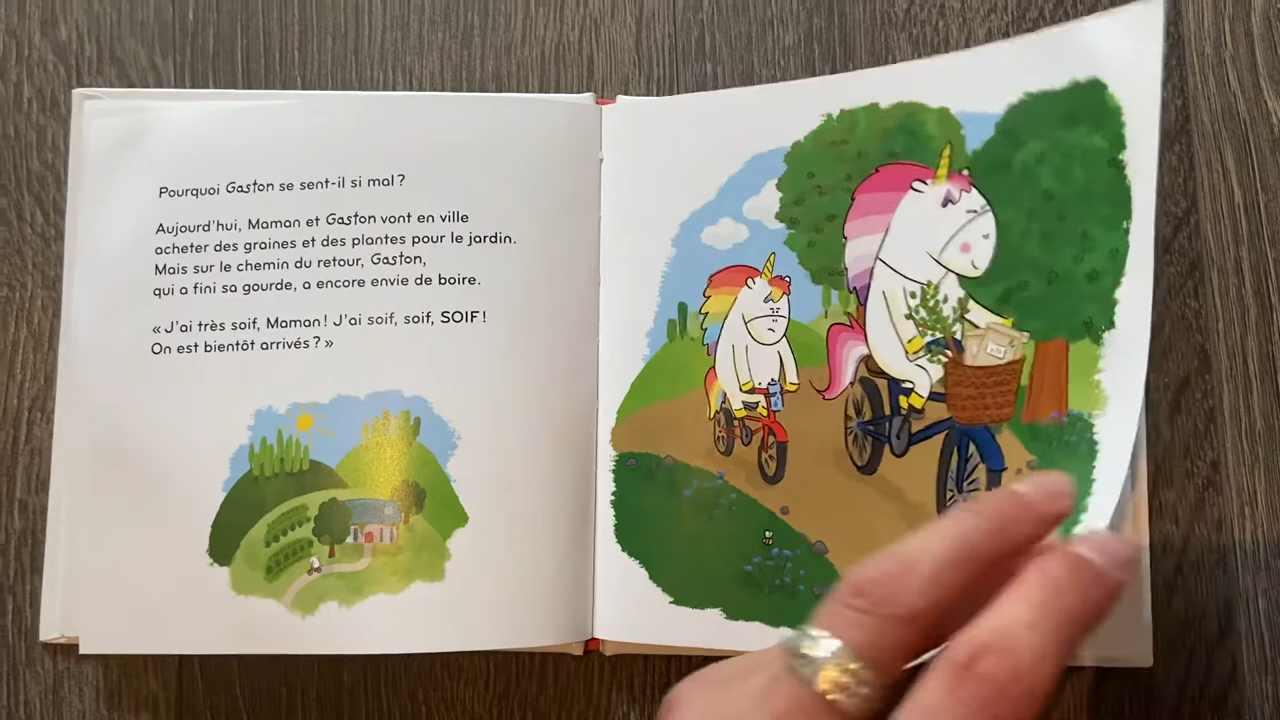 Pourquoi Gaston se sent-il si mal ?
Aujourd'hui, Maman et Gaston vont en ville
acheter des graines et des plantes pour le jardin.
Mais sur le chemin du retour, Gaston,
qui a fini sa gourde, a encore envie de boire.
« J'ai très soif, Maman ! J'ai soif, soif, SOIF !
On est bientôt arrivés ? »